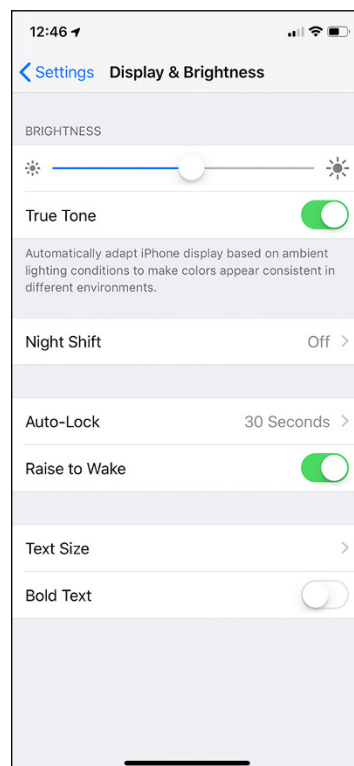 12:46
Settings Display & Brightness
BRIGHTNESS
True Tone
Automatically adapt iPhone display based on ambient
lighting conditions to make colors appear consistent in
different environments.
Night Shift Off
Auto-Lock 30 Seconds
Raise to Wake
Text Size
Bold Text